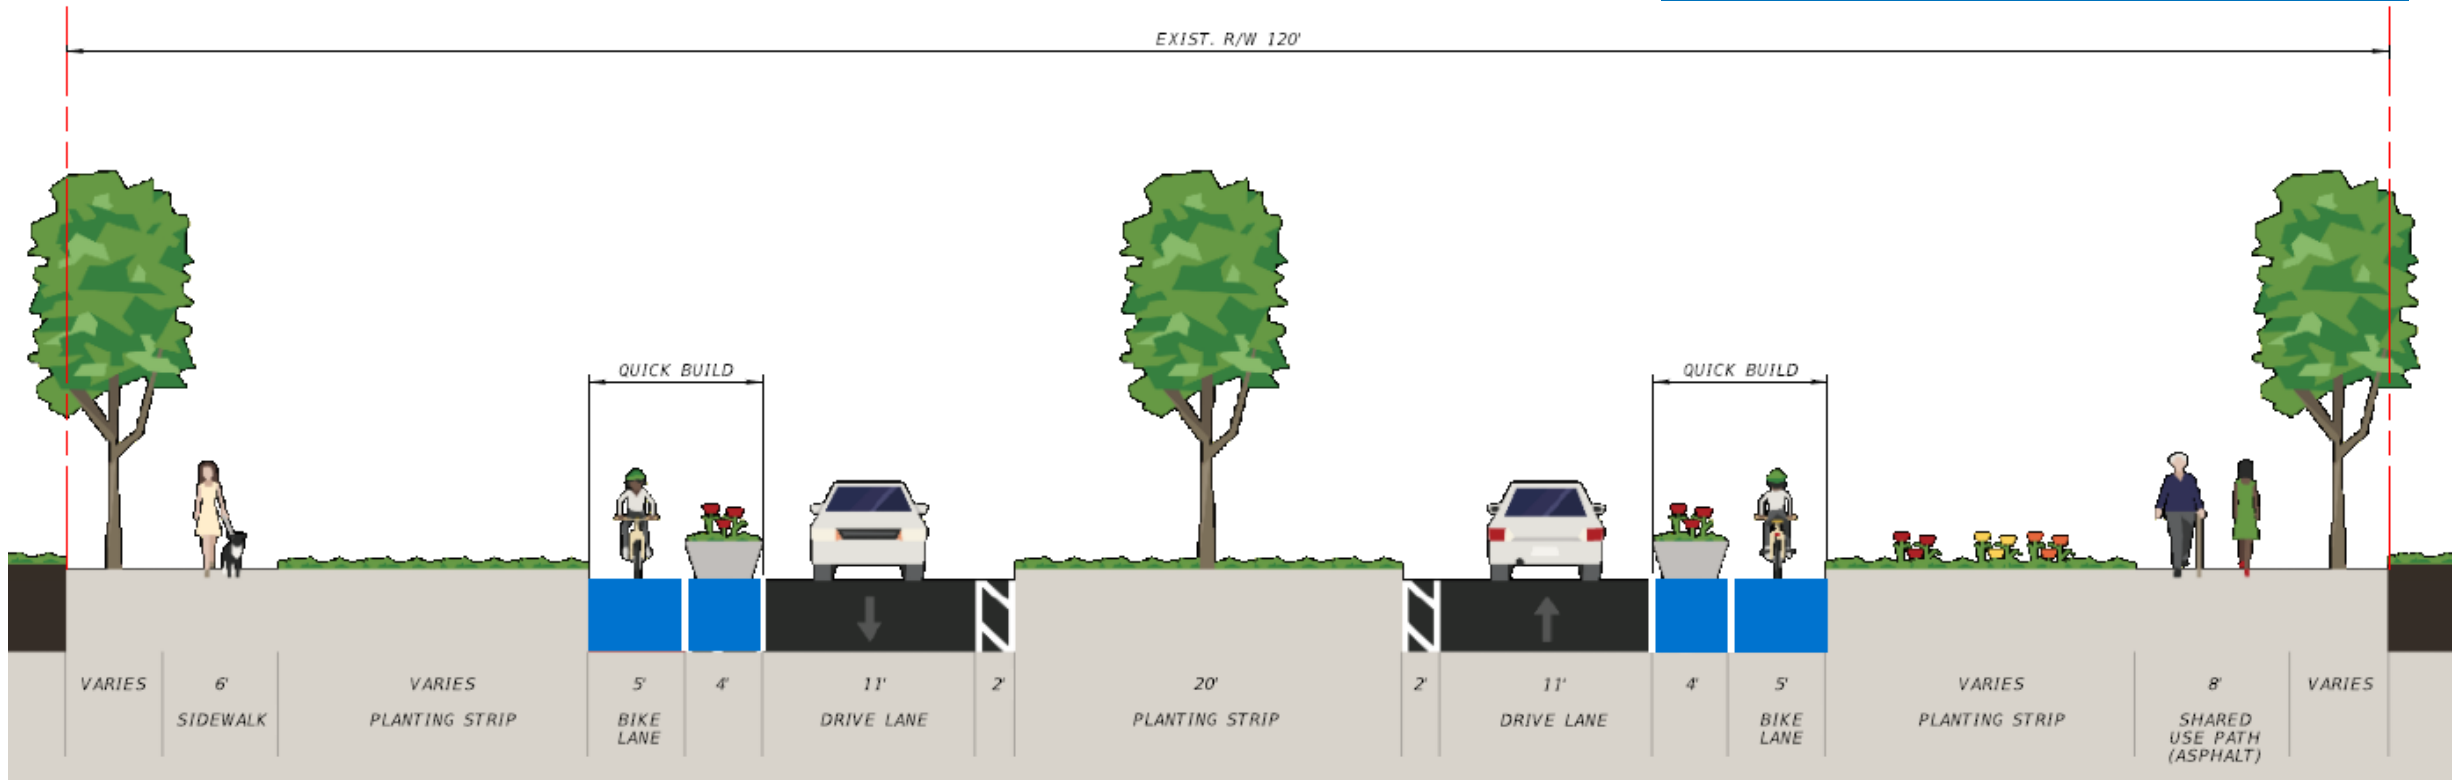 EXIST. R/W 120'
QUICK BUILD
QUICK BUILD
VARIES
6'
VARIES
5'
4'
11'
2'
20'
2'
11'
4'
5'
VARIES
8'
VARIES
SIDEWALK
PLANTING STRIP
BIKE
LANE
DRIVE LANE
PLANTING STRIP
DRIVE LANE
BIKE
LANE
PLANTING STRIP
SHARED
USE PATH
(ASPHALT)